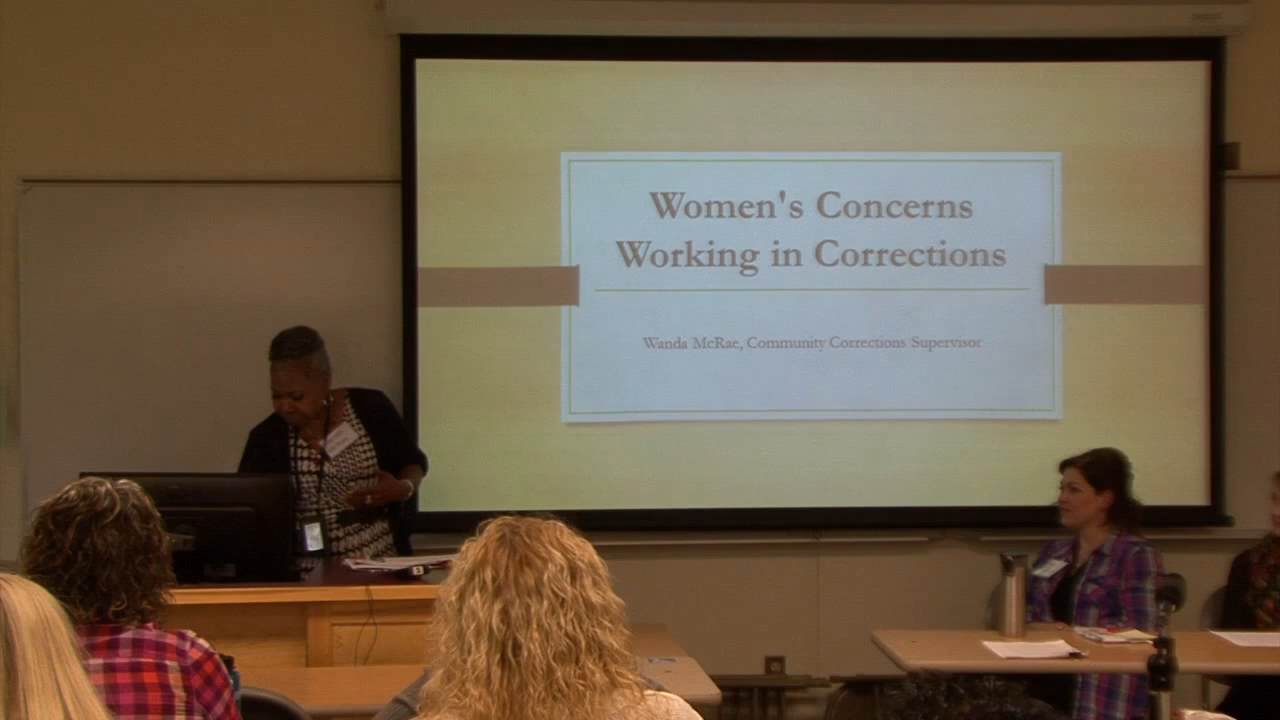 Women's Concerns
Working in Corrections
Wanda McRae, Community Corrections Supervisor